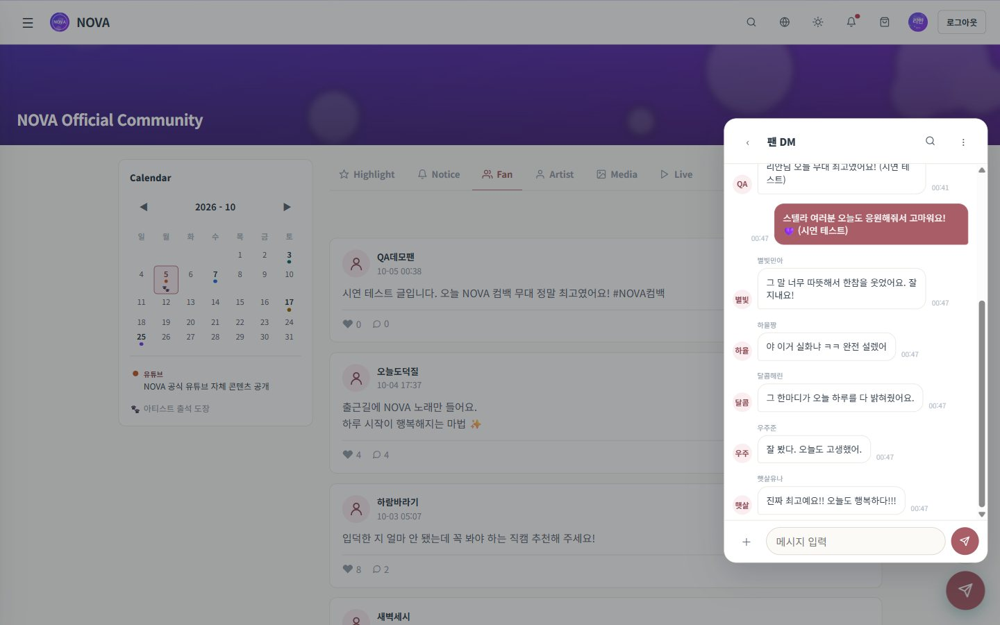 NOVA
NOVA
리안
로그아웃
NOVA Official Community
Calendar
◀ 2026 - 10 ▶
일 월 화 수 목 금 토
1 2 3
4 5 6 7 8 9 10
11 12 13 14 15 16 17
18 19 20 21 22 23 24
25 26 27 28 29 30 31
유튜브
NOVA 공식 유튜브 자체 콘텐츠 공개
아티스트 출석 도장
Highlight Notice Fan Artist Media Live
QA데모팬
10-05 00:38
시연 테스트 글입니다. 오늘 NOVA 컴백 무대 정말 최고였어요! #NOVA컴백
0 0
오늘도덕질
10-04 17:37
출근길에 NOVA 노래만 들어요.
하루 시작이 행복해지는 마법 ✨
4 4
하람바라기
10-03 05:07
입덕한 지 얼마 안 됐는데 꼭 봐야 하는 직캠 추천해 주세요!
8 2
새벽세시
팬 DM
리안님 오늘 무대 최고였어요! (시연 테
스트)
QA
00:41
스텔라 여러분 오늘도 응원해줘서 고마워요!
💜 (시연 테스트)
00:47
별빛민아
그 말 너무 따뜻해서 한참을 웃었어요. 잘
지내요!
별빛
00:47
하율짱
야 이거 실화냐 ㅋㅋ 완전 설렜어
하율
00:47
달콤해린
그 한마디가 오늘 하루를 다 밝혀줬어요.
달콤
00:47
우주준
잘 봤다. 오늘도 고생했어.
우주
00:47
햇살유나
진짜 최고예요!! 오늘도 행복하다!!!
햇살
00:47
메시지 입력